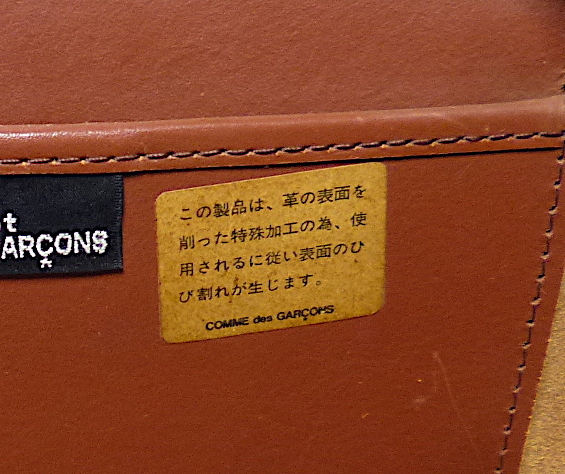 t
ARÇONS
この製品は、革の表面を
削った特殊加工の為、使
用されるに従い表面のひ
び割れが生じます。
COMME des GARÇONS